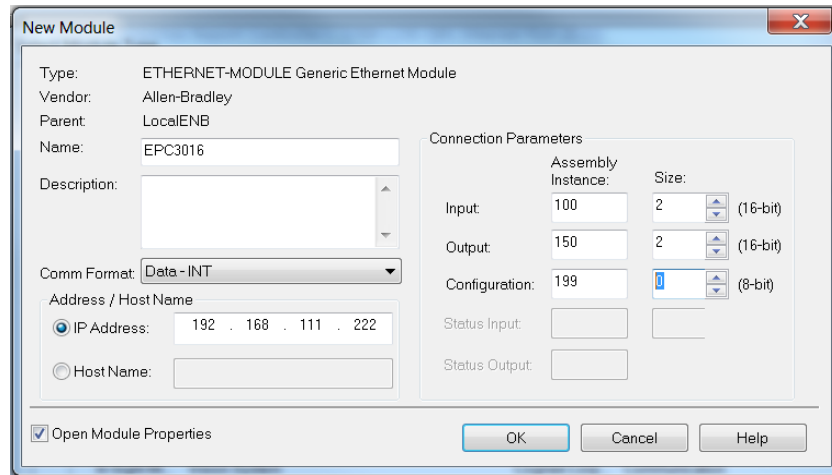 New Module
Type: ETHERNET-MODULE Generic Ethernet Module
Vendor: Allen-Bradley
Parent: LocalENB
Name: EPC3016
Description:
Comm Format: Data - INT
Address / Host Name
IP Address: 192 . 168 . 111 . 222
Host Name:
Connection Parameters
Assembly
Instance: Size:
Input: 100 2 (16-bit)
Output: 150 2 (16-bit)
Configuration: 199 0 (8-bit)
Status Input:
Status Output:
Open Module Properties
OK Cancel Help